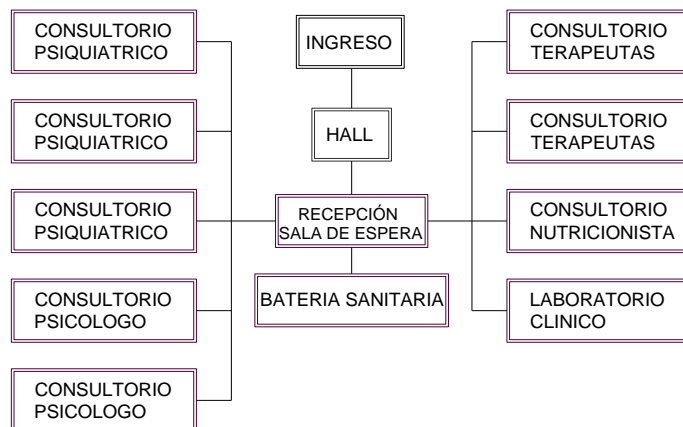 CONSULTORIO
PSIQUIATRICO
CONSULTORIO
PSIQUIATRICO
CONSULTORIO
PSIQUIATRICO
CONSULTORIO
PSICOLOGO
CONSULTORIO
PSICOLOGO
INGRESO
HALL
RECEPCIÓN
SALA DE ESPERA
BATERIA SANITARIA
CONSULTORIO
TERAPEUTAS
CONSULTORIO
TERAPEUTAS
CONSULTORIO
NUTRICIONISTA
LABORATORIO
CLINICO